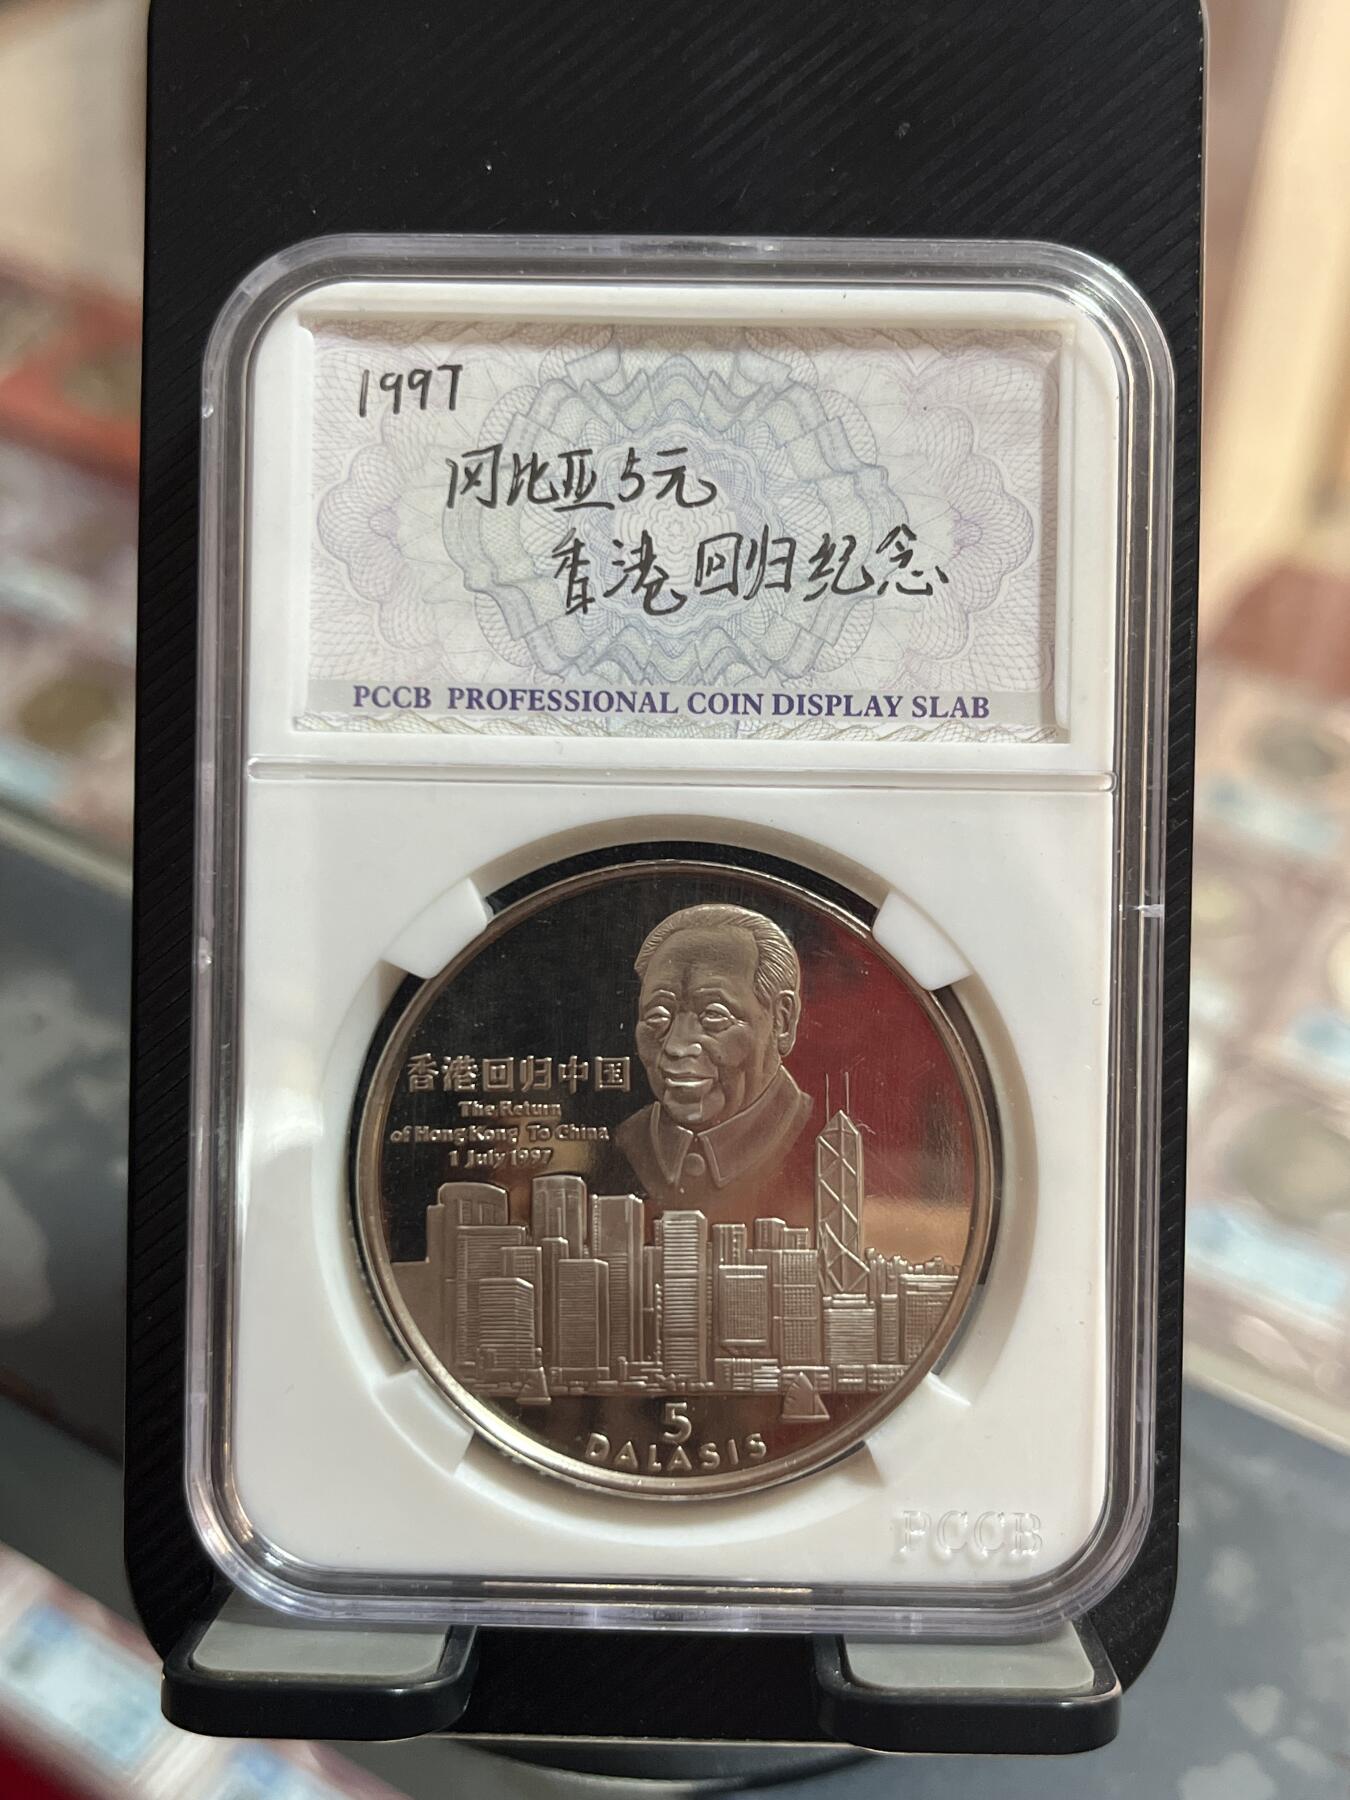 1997
冈比亚5元
香港回归纪念
PCCB PROFESSIONAL COIN DISPLAY SLAB
香港回归中国
The Return
of Hong Kong To China
1 July 1997
5
DALASIS
PCCB